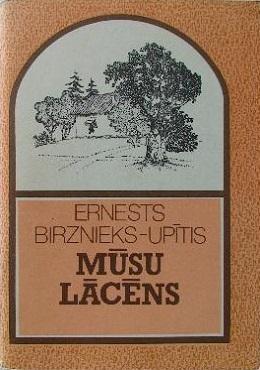 ERNESTS
BIRZNIEKS-UPĪTIS
MŪSU
LĀCĒNS